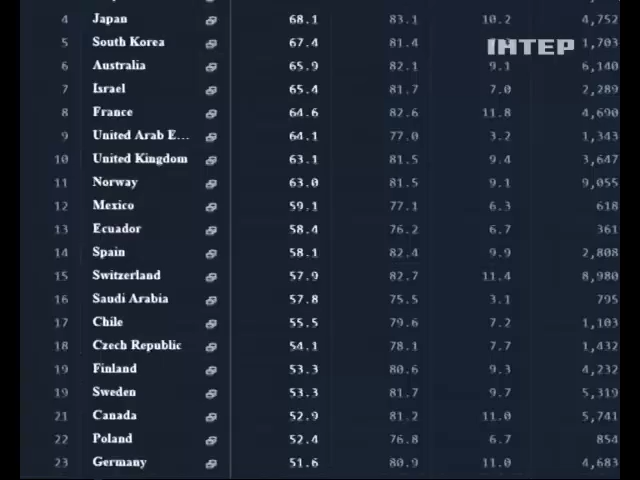 4 Japan 68.1 83.1 10.2 4,752
5 South Korea 67.4 81.4 1,703
ІНТЕР
6 Australia 65.9 82.1 9.1 6,140
7 Israel 65.4 81.7 7.0 2,289
8 France 64.6 82.6 11.8 4,690
9 United Arab E... 64.1 77.0 3.2 1,343
10 United Kingdom 63.1 81.5 9.4 3,647
11 Norway 63.0 81.5 9.1 9,055
12 Mexico 59.1 77.1 6.3 618
13 Ecuador 58.4 76.2 6.7 361
14 Spain 58.1 82.4 9.9 2,808
15 Switzerland 57.9 82.7 11.4 8,980
16 Saudi Arabia 57.8 75.5 3.1 795
17 Chile 55.5 79.6 7.2 1,103
18 Czech Republic 54.1 78.1 7.7 1,432
19 Finland 53.3 80.6 9.3 4,232
19 Sweden 53.3 81.7 9.7 5,319
21 Canada 52.9 81.2 11.0 5,741
22 Poland 52.4 76.8 6.7 854
23 Germany 51.6 80.9 11.0 4,683